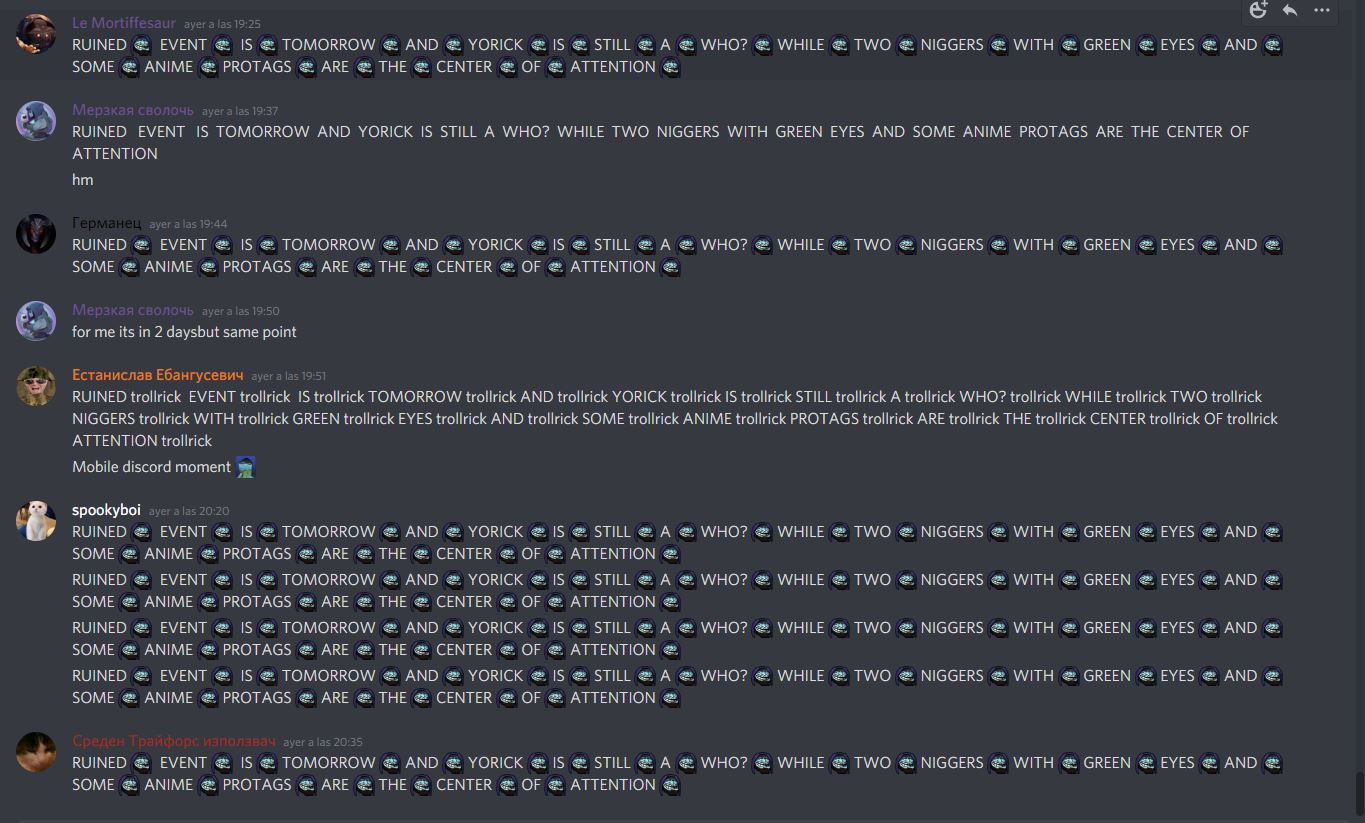 Le Mortiffesaur ayer a las 19:25
RUINED EVENT IS TOMORROW AND YORICK IS STILL A WHO? WHILE TWO NIGGERS WITH GREEN EYES AND
SOME ANIME PROTAGS ARE THE CENTER OF ATTENTION
Мерзкая сволочь ayer a las 19:37
RUINED EVENT IS TOMORROW AND YORICK IS STILL A WHO? WHILE TWO NIGGERS WITH GREEN EYES AND SOME ANIME PROTAGS ARE THE CENTER OF
ATTENTION
hm
Германец ayer a las 19:44
RUINED EVENT IS TOMORROW AND YORICK IS STILL A WHO? WHILE TWO NIGGERS WITH GREEN EYES AND
SOME ANIME PROTAGS ARE THE CENTER OF ATTENTION
Мерзкая сволочь ayer a las 19:50
for me its in 2 daysbut same point
Естанислав Ебангусевич ayer a las 19:51
RUINED trollrick EVENT trollrick IS trollrick TOMORROW trollrick AND trollrick YORICK trollrick IS trollrick STILL trollrick A trollrick WHO? trollrick WHILE trollrick TWO trollrick
NIGGERS trollrick WITH trollrick GREEN trollrick EYES trollrick AND trollrick SOME trollrick ANIME trollrick PROTAGS trollrick ARE trollrick THE trollrick CENTER trollrick OF trollrick
ATTENTION trollrick
Mobile discord moment
spookyboi ayer a las 20:20
RUINED EVENT IS TOMORROW AND YORICK IS STILL A WHO? WHILE TWO NIGGERS WITH GREEN EYES AND
SOME ANIME PROTAGS ARE THE CENTER OF ATTENTION
RUINED EVENT IS TOMORROW AND YORICK IS STILL A WHO? WHILE TWO NIGGERS WITH GREEN EYES AND
SOME ANIME PROTAGS ARE THE CENTER OF ATTENTION
RUINED EVENT IS TOMORROW AND YORICK IS STILL A WHO? WHILE TWO NIGGERS WITH GREEN EYES AND
SOME ANIME PROTAGS ARE THE CENTER OF ATTENTION
RUINED EVENT IS TOMORROW AND YORICK IS STILL A WHO? WHILE TWO NIGGERS WITH GREEN EYES AND
SOME ANIME PROTAGS ARE THE CENTER OF ATTENTION
Среден Трайфорс използвач ayer a las 20:35
RUINED EVENT IS TOMORROW AND YORICK IS STILL A WHO? WHILE TWO NIGGERS WITH GREEN EYES AND
SOME ANIME PROTAGS ARE THE CENTER OF ATTENTION